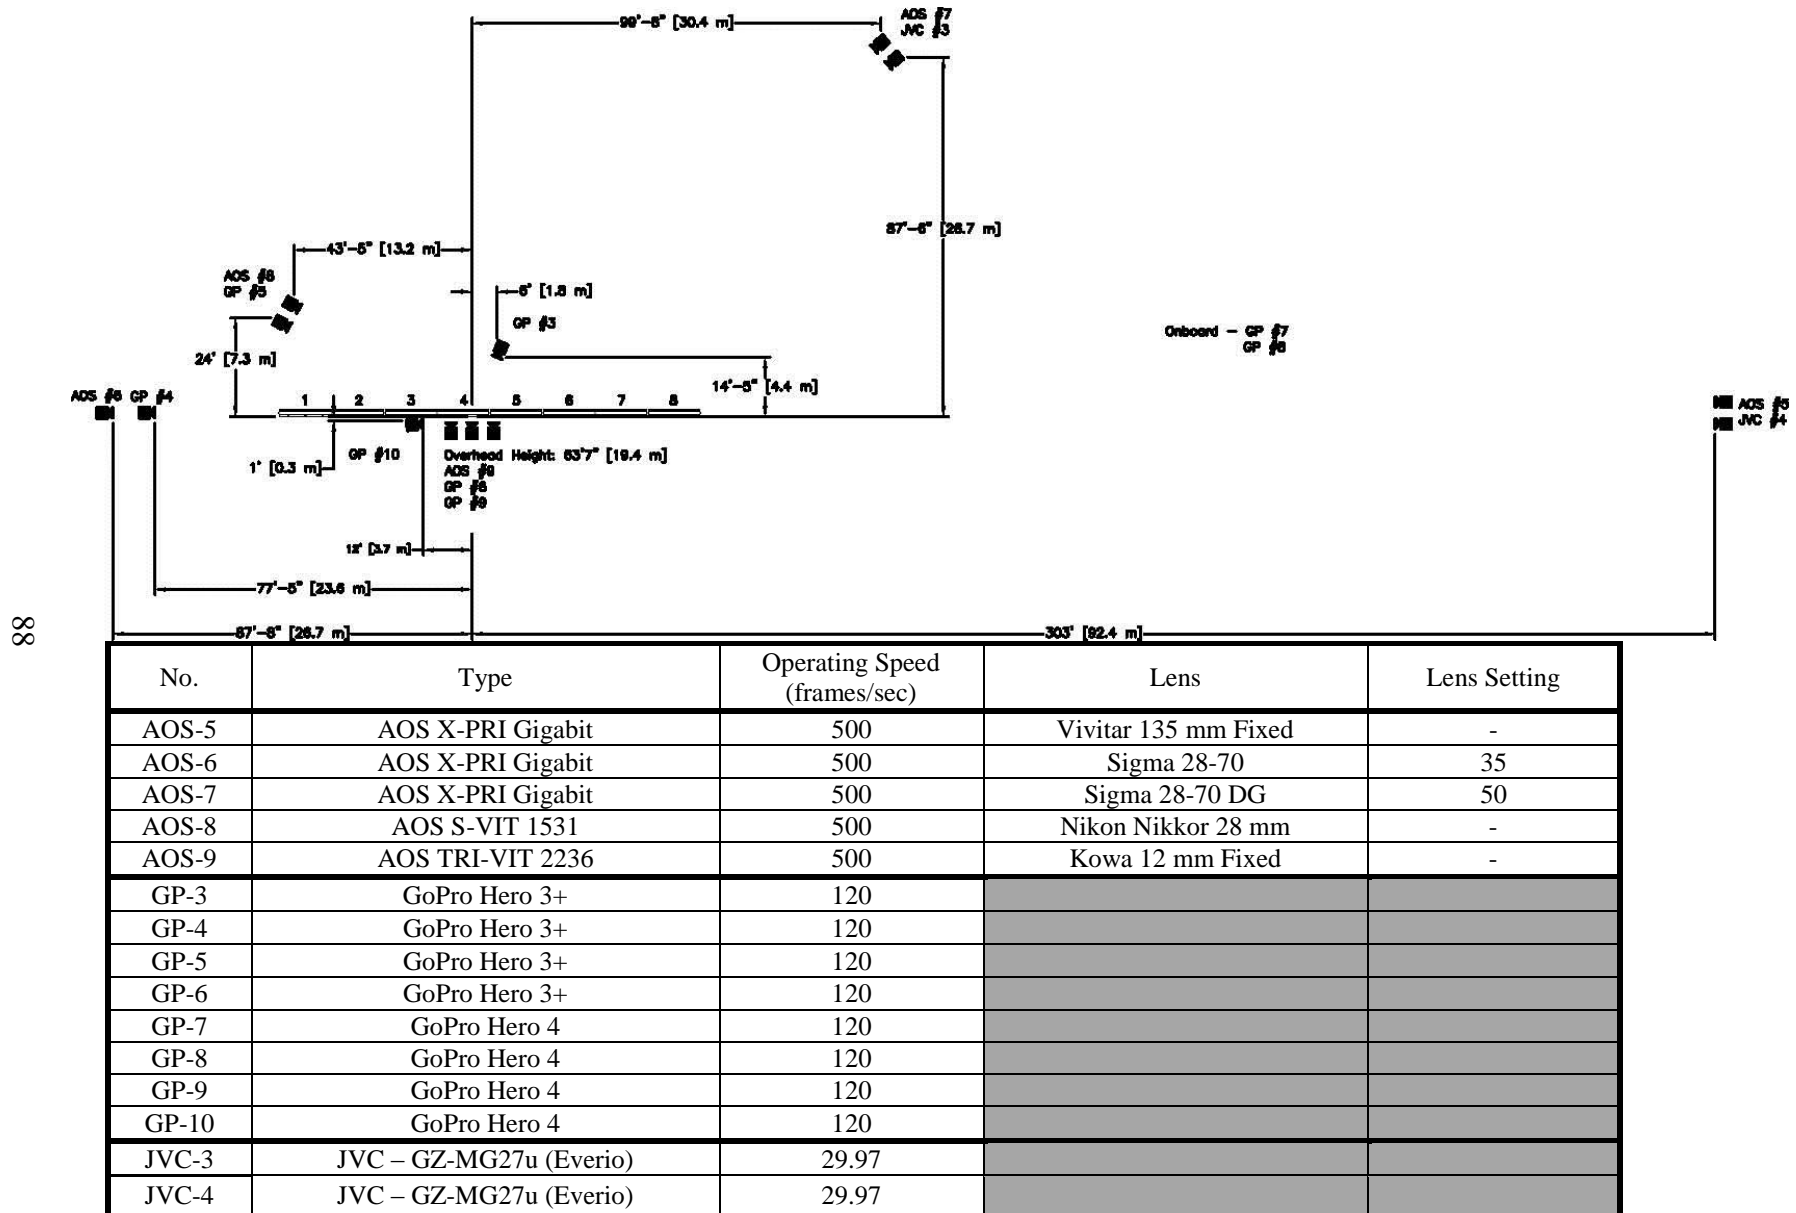 99'-8" [30.4 m]
AOS #7
JVC #3
87'-6" [26.7 m]
43'-5" [13.2 m]
AOS #8
GP #5
6' [1.8 m]
GP #3
Onboard – GP #7
24' [7.3 m]
14'-5" [4.4 m]
AOS #6 GP #4
1 2 3 4 5 6 7 8
AOS #5
JVC #4
GP #10
1' [0.3 m]
Overhead Height: 63'7" [19.4 m]
AOS #9
GP
GP #9
12' [3.7 m]
77'-5" [23.6 m]
87'-8" [26.7 m]
303' [92.4 m]
88
No. Type Operating Speed (frames/sec) Lens Lens Setting
AOS-5 AOS X-PRI Gigabit 500 Vivitar 135 mm Fixed -
AOS-6 AOS X-PRI Gigabit 500 Sigma 28-70 35
AOS-7 AOS X-PRI Gigabit 500 Sigma 28-70 DG 50
AOS-8 AOS S-VIT 1531 500 Nikon Nikkor 28 mm -
AOS-9 AOS TRI-VIT 2236 500 Kowa 12 mm Fixed -
GP-3 GoPro Hero 3+ 120
GP-4 GoPro Hero 3+ 120
GP-5 GoPro Hero 3+ 120
GP-6 GoPro Hero 3+ 120
GP-7 GoPro Hero 4 120
GP-8 GoPro Hero 4 120
GP-9 GoPro Hero 4 120
GP-10 GoPro Hero 4 120
JVC-3 JVC – GZ-MG27u (Everio) 29.97
JVC-4 JVC – GZ-MG27u (Everio) 29.97